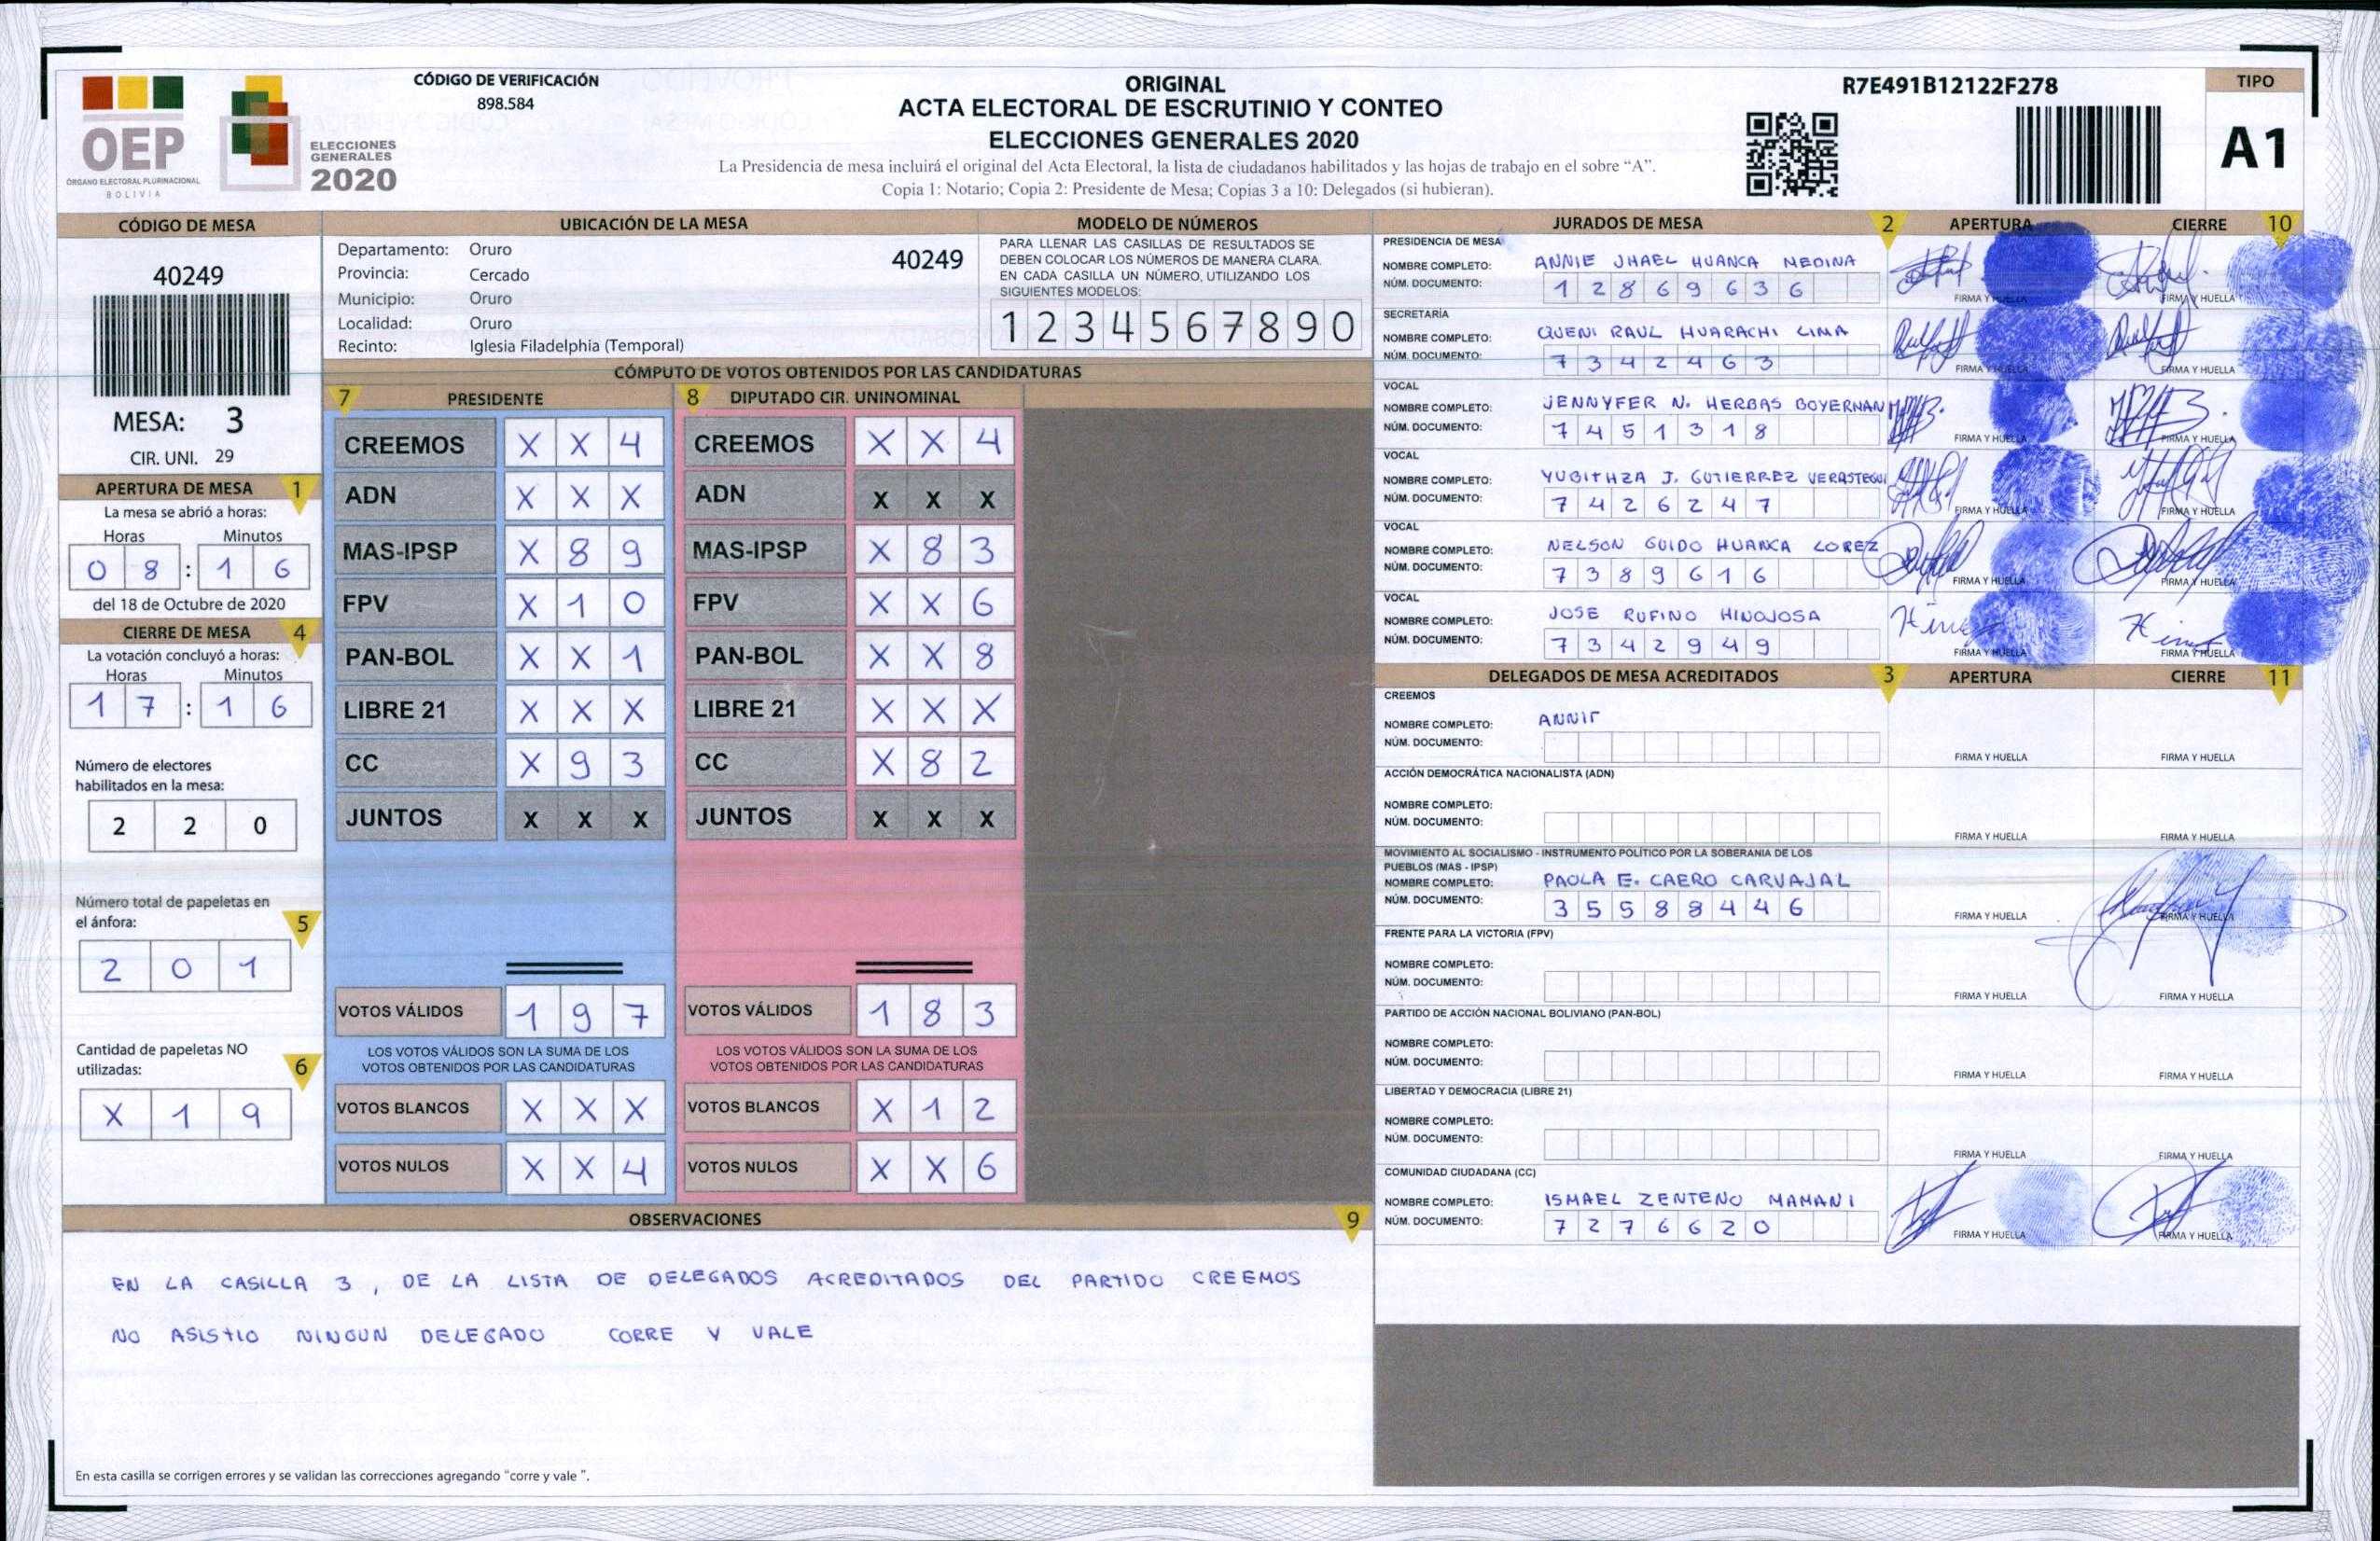 OEP
ÓRGANO ELECTORAL PLURINACIONAL
BOLIVIA
ELECCIONES
GENERALES
2020
CÓDIGO DE VERIFICACIÓN
898.584
ORIGINAL
ACTA ELECTORAL DE ESCRUTINIO Y CONTEO
ELECCIONES GENERALES 2020
La Presidencia de mesa incluirá el original del Acta Electoral, la lista de ciudadanos habilitados y las hojas de trabajo en el sobre “A”.
Copia 1: Notario; Copia 2: Presidente de Mesa; Copias 3 a 10: Delegados (si hubieran).
R7E491B12122F278
TIPO
A1
CÓDIGO DE MESA
40249
MESA: 3
CIR. UNI. 29
APERTURA DE MESA 1
La mesa se abrió a horas:
Horas Minutos
0 8 : 1 6
del 18 de Octubre de 2020
CIERRE DE MESA 4
La votación concluyó a horas:
Horas Minutos
1 7 : 1 6
Número de electores
habilitados en la mesa:
2 2 0
Número total de papeletas en
el ánfora: 5
2 0 1
Cantidad de papeletas NO
utilizadas: 6
X 1 9
UBICACIÓN DE LA MESA
Departamento: Oruro 40249
Provincia: Cercado
Municipio: Oruro
Localidad: Oruro
Recinto: Iglesia Filadelphia (Temporal)
MODELO DE NÚMEROS
PARA LLENAR LAS CASILLAS DE RESULTADOS SE
DEBEN COLOCAR LOS NÚMEROS DE MANERA CLARA.
EN CADA CASILLA UN NÚMERO, UTILIZANDO LOS
SIGUIENTES MODELOS:
1 2 3 4 5 6 7 8 9 0
CÓMPUTO DE VOTOS OBTENIDOS POR LAS CANDIDATURAS
7 PRESIDENTE
CREEMOS X X 4
ADN X X X
MAS-IPSP X 8 9
FPV X 1 0
PAN-BOL X X 1
LIBRE 21 X X X
CC X 9 3
JUNTOS X X X
VOTOS VÁLIDOS 1 9 7
LOS VOTOS VÁLIDOS SON LA SUMA DE LOS
VOTOS OBTENIDOS POR LAS CANDIDATURAS
VOTOS BLANCOS X X X
VOTOS NULOS X X 4
8 DIPUTADO CIR. UNINOMINAL
CREEMOS X X 4
ADN X X X
MAS-IPSP X 8 3
FPV X X 6
PAN-BOL X X 8
LIBRE 21 X X X
CC X 8 2
JUNTOS X X X
VOTOS VÁLIDOS 1 8 3
LOS VOTOS VÁLIDOS SON LA SUMA DE LOS
VOTOS OBTENIDOS POR LAS CANDIDATURAS
VOTOS BLANCOS X 1 2
VOTOS NULOS X X 6
OBSERVACIONES 9
EN LA CASILLA 3, DE LA LISTA DE DELEGADOS ACREDITADOS DEL PARTIDO CREEMOS
NO ASISTIO NINGUN DELEGADO CORRE Y VALE
En esta casilla se corrigen errores y se validan las correcciones agregando “corre y vale ”.
JURADOS DE MESA 2 APERTURA CIERRE 10
PRESIDENCIA DE MESA
NOMBRE COMPLETO: ANNIE JHAEL HUANCA MEDINA
NÚM. DOCUMENTO: 1 2 8 6 9 6 3 6
FIRMA Y HUELLA FIRMA Y HUELLA
SECRETARÍA
NOMBRE COMPLETO: QUENI RAUL HUARACHI LIMA
NÚM. DOCUMENTO: 7 3 4 2 4 6 3
FIRMA Y HUELLA FIRMA Y HUELLA
VOCAL
NOMBRE COMPLETO: JENNYFER N. HERBAS BOYERMAN
NÚM. DOCUMENTO: 7 4 5 1 3 1 8
FIRMA Y HUELLA FIRMA Y HUELLA
VOCAL
NOMBRE COMPLETO: YUBITHZA J. GUTIERREZ VERASTEGUI
NÚM. DOCUMENTO: 7 4 2 6 2 4 7
FIRMA Y HUELLA FIRMA Y HUELLA
VOCAL
NOMBRE COMPLETO: NELSON GUIDO HUANCA LOPEZ
NÚM. DOCUMENTO: 7 3 8 9 6 1 6
FIRMA Y HUELLA FIRMA Y HUELLA
VOCAL
NOMBRE COMPLETO: JOSE RUFINO HINOJOSA
NÚM. DOCUMENTO: 7 3 4 2 9 4 9
FIRMA Y HUELLA FIRMA Y HUELLA
DELEGADOS DE MESA ACREDITADOS 3 APERTURA CIERRE 11
CREEMOS
NOMBRE COMPLETO: ANNIE
NÚM. DOCUMENTO:
FIRMA Y HUELLA FIRMA Y HUELLA
ACCIÓN DEMOCRÁTICA NACIONALISTA (ADN)
NOMBRE COMPLETO:
NÚM. DOCUMENTO:
FIRMA Y HUELLA FIRMA Y HUELLA
MOVIMIENTO AL SOCIALISMO - INSTRUMENTO POLÍTICO POR LA SOBERANIA DE LOS
PUEBLOS (MAS - IPSP)
NOMBRE COMPLETO: PAOLA E. CAERO CARVAJAL
NÚM. DOCUMENTO: 3 5 5 8 8 4 4 6
FIRMA Y HUELLA FIRMA Y HUELLA
FRENTE PARA LA VICTORIA (FPV)
NOMBRE COMPLETO:
NÚM. DOCUMENTO:
FIRMA Y HUELLA FIRMA Y HUELLA
PARTIDO DE ACCIÓN NACIONAL BOLIVIANO (PAN-BOL)
NOMBRE COMPLETO:
NÚM. DOCUMENTO:
FIRMA Y HUELLA FIRMA Y HUELLA
LIBERTAD Y DEMOCRACIA (LIBRE 21)
NOMBRE COMPLETO:
NÚM. DOCUMENTO:
FIRMA Y HUELLA FIRMA Y HUELLA
COMUNIDAD CIUDADANA (CC)
NOMBRE COMPLETO: ISMAEL ZENTENO MAMANI
NÚM. DOCUMENTO: 7 2 7 6 6 2 0
FIRMA Y HUELLA FIRMA Y HUELLA